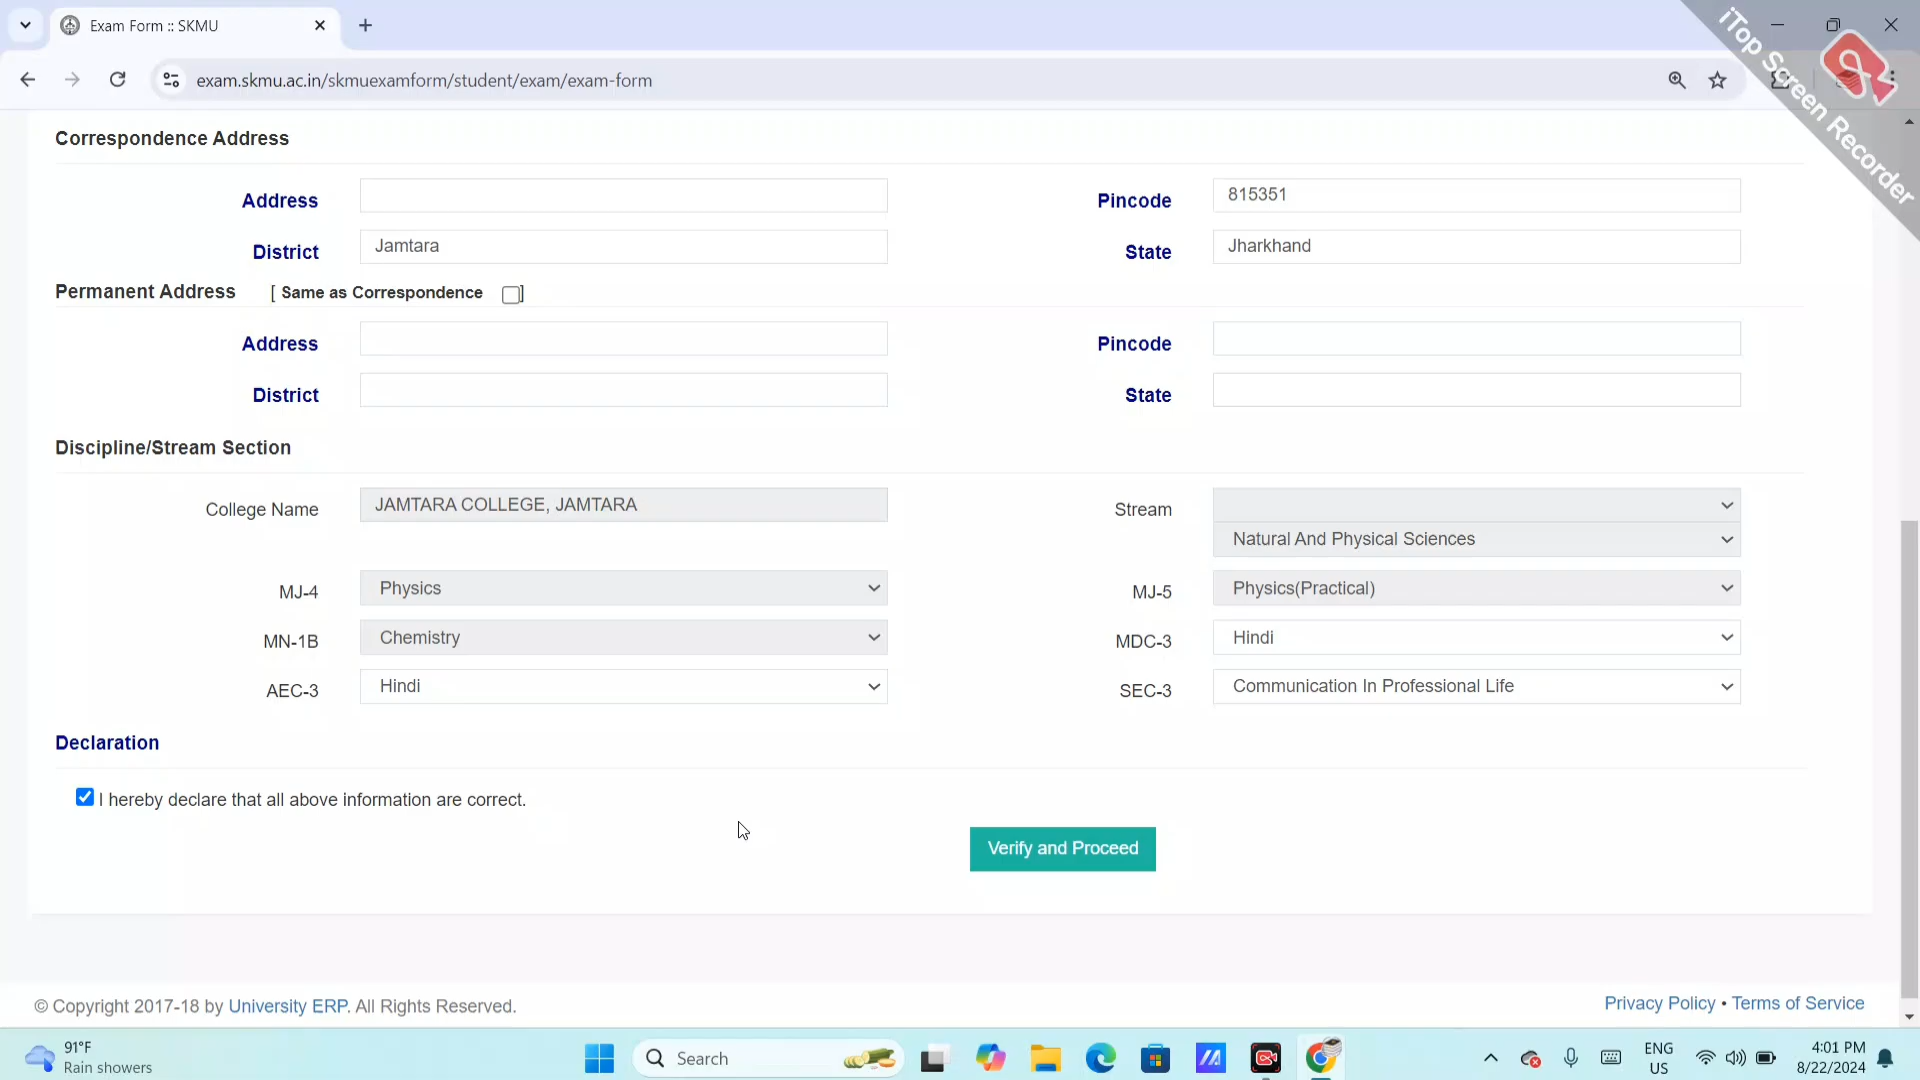 Exam Form :: SKMU
iTop Screen Recorder
exam.skmu.ac.in/skmuexamform/student/exam/exam-form
Correspondence Address
Address
Pincode 815351
District Jamtara
State Jharkhand
Permanent Address [ Same as Correspondence ]
Address
Pincode
District
State
Discipline/Stream Section
College Name JAMTARA COLLEGE, JAMTARA
Stream
Natural And Physical Sciences
MJ-4 Physics
MJ-5 Physics(Practical)
MN-1B Chemistry
MDC-3 Hindi
AEC-3 Hindi
SEC-3 Communication In Professional Life
Declaration
I hereby declare that all above information are correct.
Verify and Proceed
© Copyright 2017-18 by University ERP. All Rights Reserved.
Privacy Policy • Terms of Service
91°F
Rain showers
Search
ENG
US
4:01 PM
8/22/2024